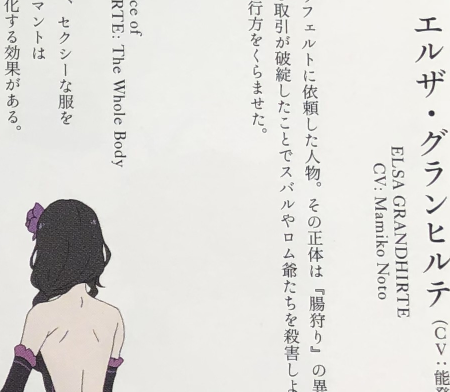 エルザ・グランヒルテ（CV：能登
ELSA GRANDHIRTE
CV: Mamiko Noto
フェルトに依頼した人物。その正体は『腸狩り』の異
取引が破綻したことでスバルやロム爺たちを殺害しよ
行方をくらませた。
ce of
RTE: The Whole Body
、セクシーな服を
マントは
化する効果がある。